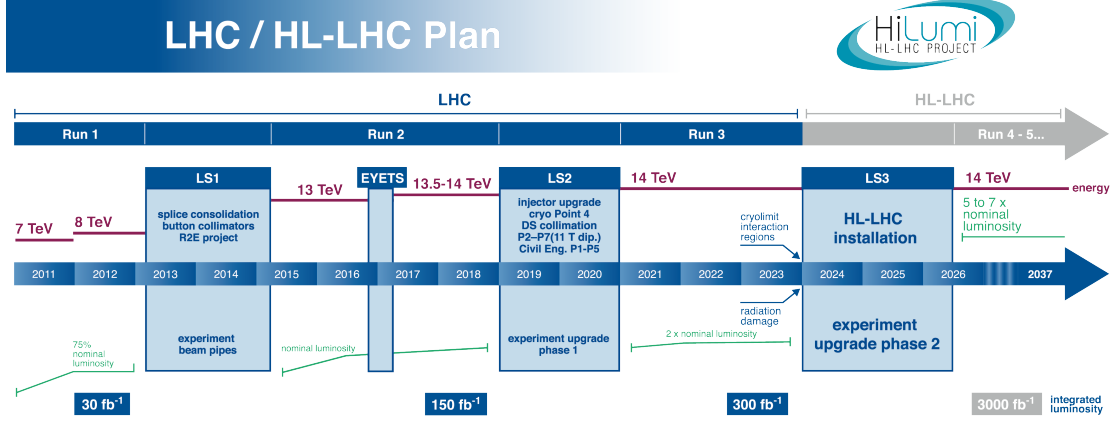 LHC / HL-LHC Plan
HiLumi
HL-LHC PROJECT
LHC
HL-LHC
Run 1
Run 2
Run 3
Run 4 - 5...
LS1
EYETS
LS2
LS3
13 TeV
13.5-14 TeV
14 TeV
14 TeV
energy
7 TeV
8 TeV
splice consolidation
button collimators
R2E project
injector upgrade
cryo Point 4
DS collimation
P2–P7(11 T dip.)
Civil Eng. P1-P5
cryolimit
interaction
regions
HL-LHC
installation
5 to 7 x
nominal
luminosity
2011
2012
2013
2014
2015
2016
2017
2018
2019
2020
2021
2022
2023
2024
2025
2026
2037
75%
nominal
luminosity
experiment
beam pipes
nominal luminosity
experiment upgrade
phase 1
2 x nominal luminosity
radiation
damage
experiment
upgrade phase 2
30 fb-1
150 fb-1
300 fb-1
3000 fb-1
integrated
luminosity